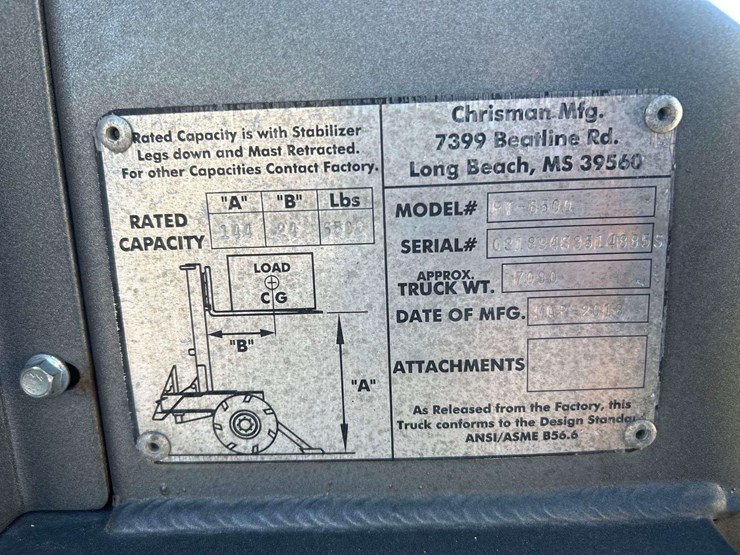 Rated Capacity is with Stabilizer
Legs down and Mast Retracted.
For other Capacities Contact Factory.
"A" "B" Lbs
RATED
CAPACITY 144 24
LOAD
CG
"B"
"A"
Chrisman Mfg.
7399 Beatline Rd.
Long Beach, MS 39560
MODEL#
SERIAL#
APPROX.
TRUCK WT.
DATE OF MFG.
ATTACHMENTS
As Released from the Factory, this
Truck conforms to the Design Standard
ANSI/ASME B56.6